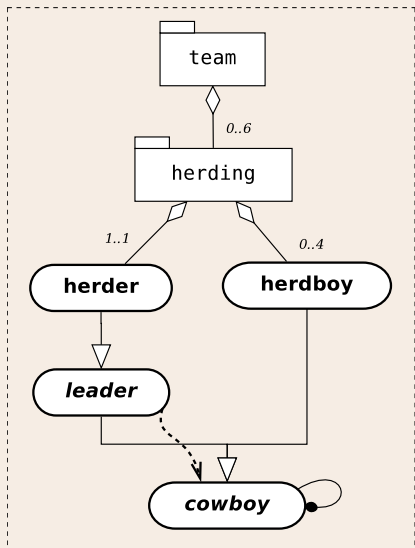 team
0..6
herding
1..1
0..4
herder
herdboy
leader
cowboy